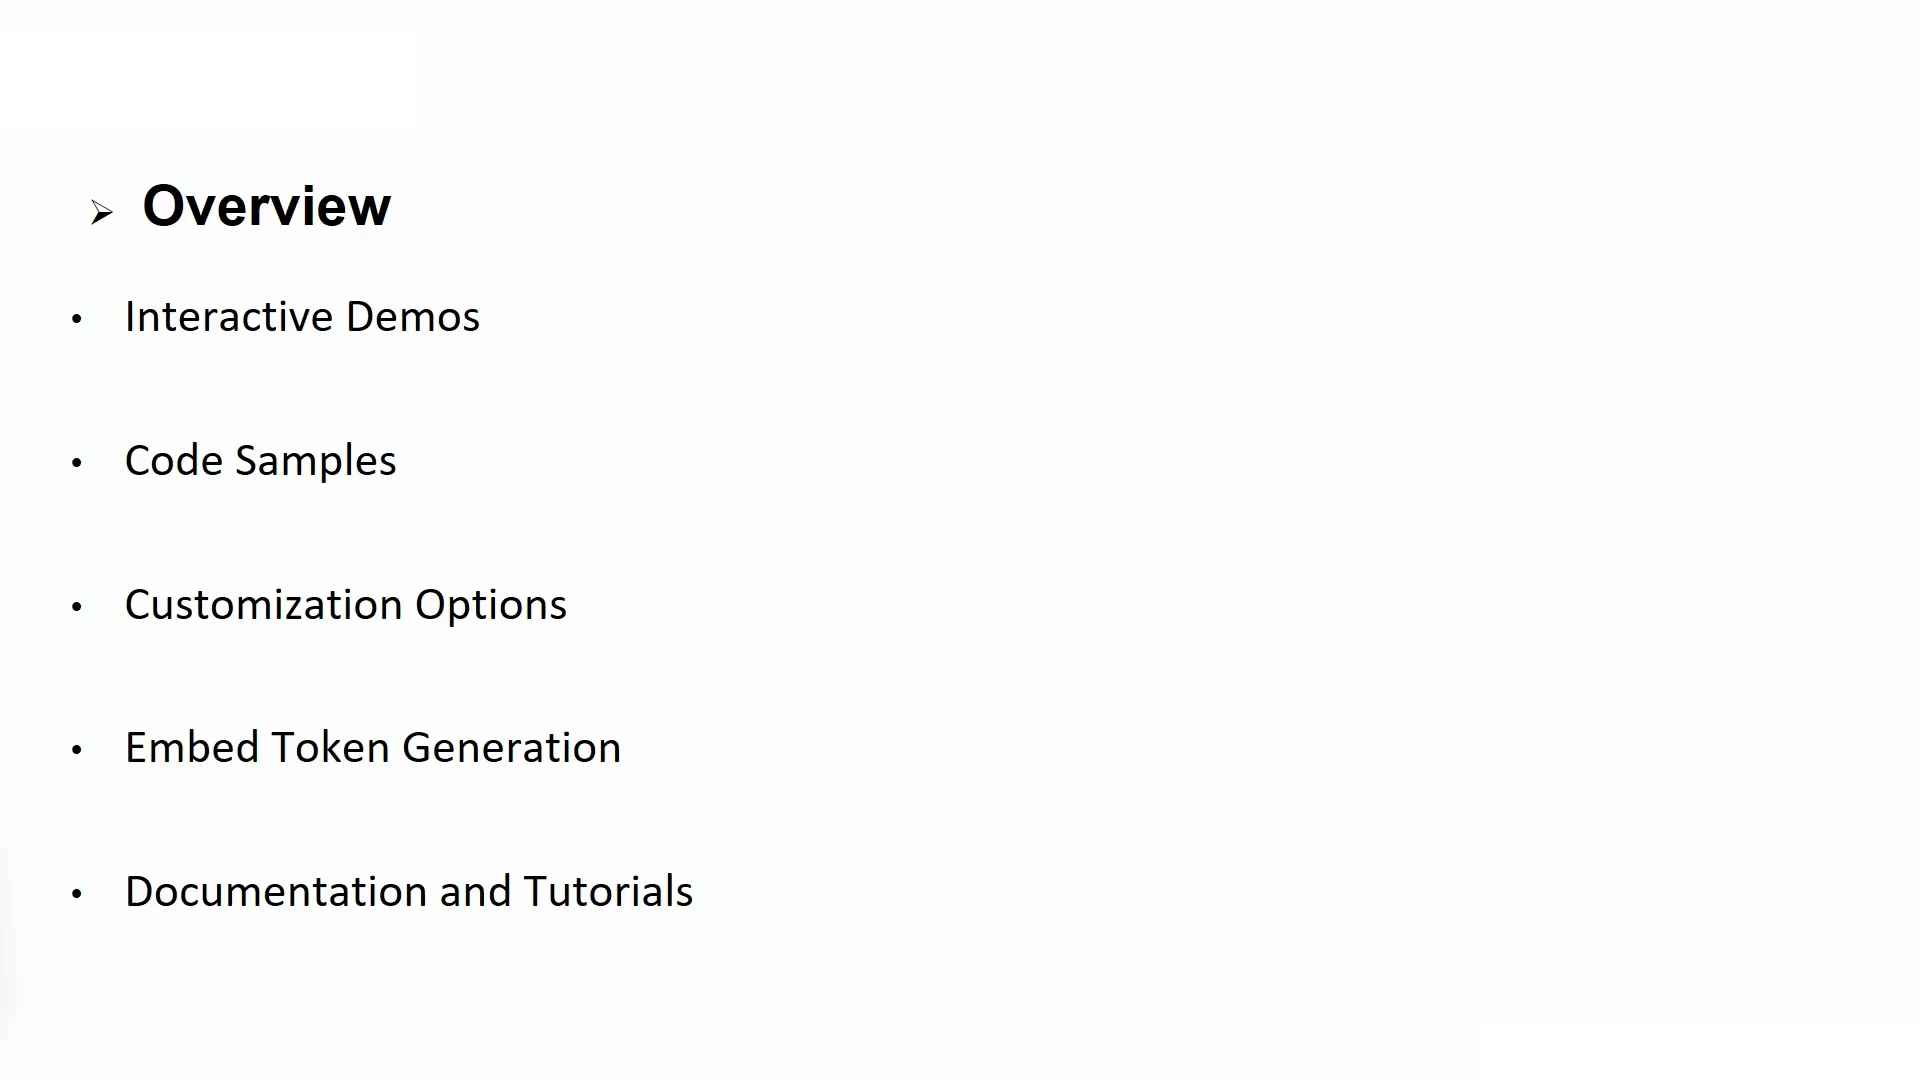 ➢ Overview
• Interactive Demos
• Code Samples
• Customization Options
• Embed Token Generation
• Documentation and Tutorials